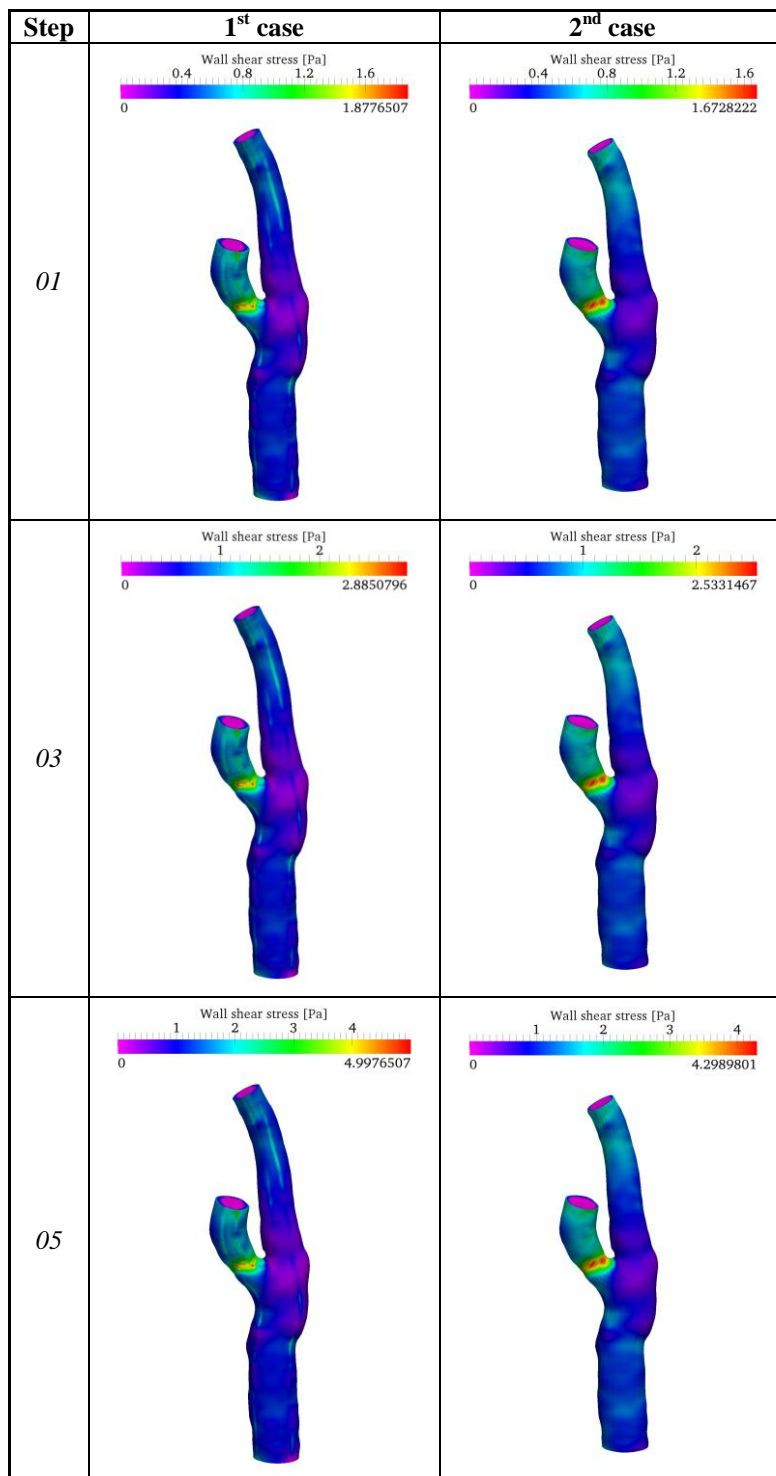 Step 1st case 2nd case
01
Wall shear stress [Pa]
0.4 0.8 1.2 1.6
0 1.8776507
Wall shear stress [Pa]
0.4 0.8 1.2 1.6
0 1.6728222
03
Wall shear stress [Pa]
1 2
0 2.8850796
Wall shear stress [Pa]
1 2
0 2.5331467
05
Wall shear stress [Pa]
1 2 3 4
0 4.9976507
Wall shear stress [Pa]
1 2 3 4
0 4.2989801